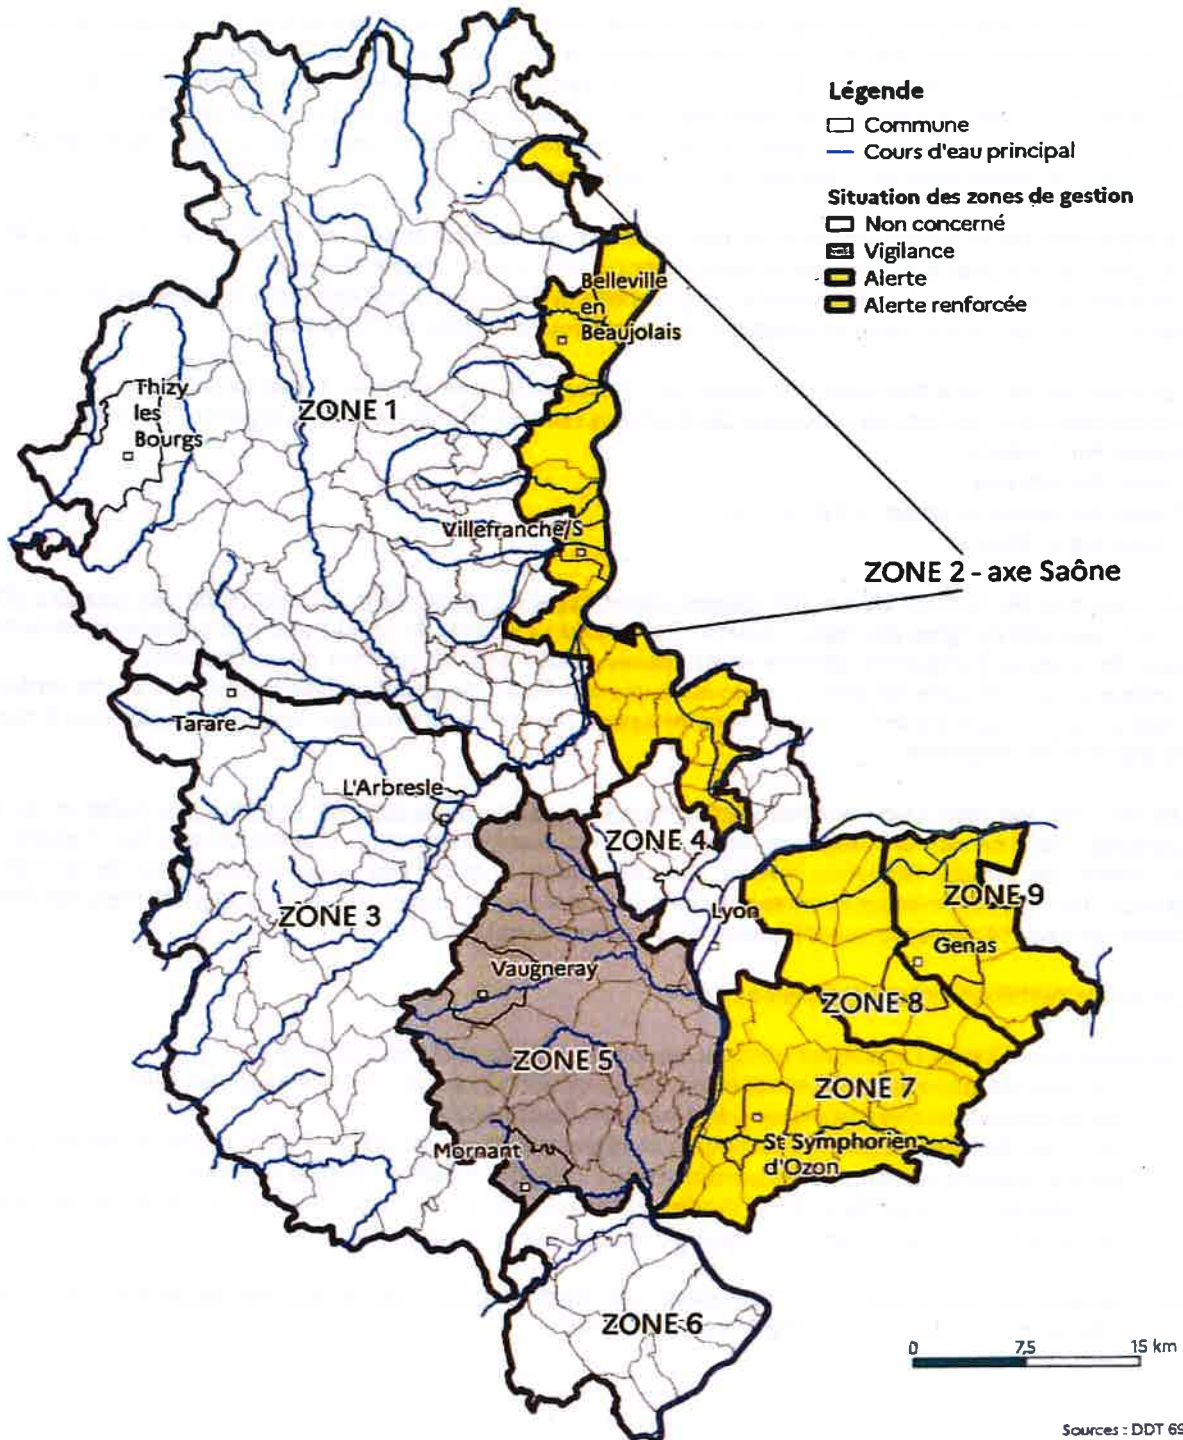 Légende
Commune
Cours d'eau principal
Situation des zones de gestion
Non concerné
Vigilance
Alerte
Alerte renforcée
Belleville
en
Beaujolais
Thizy
les
Bourgs
ZONE 1
Villefranche/S
ZONE 2 - axe Saône
Tarare
L'Arbresle
ZONE 4
ZONE 3
Lyon
ZONE 9
Genas
Vaugneray
ZONE 8
ZONE 5
ZONE 7
Mornant
St Symphorien
d'Ozon
ZONE 6
0 7,5 15 km
Sources : DDT 69